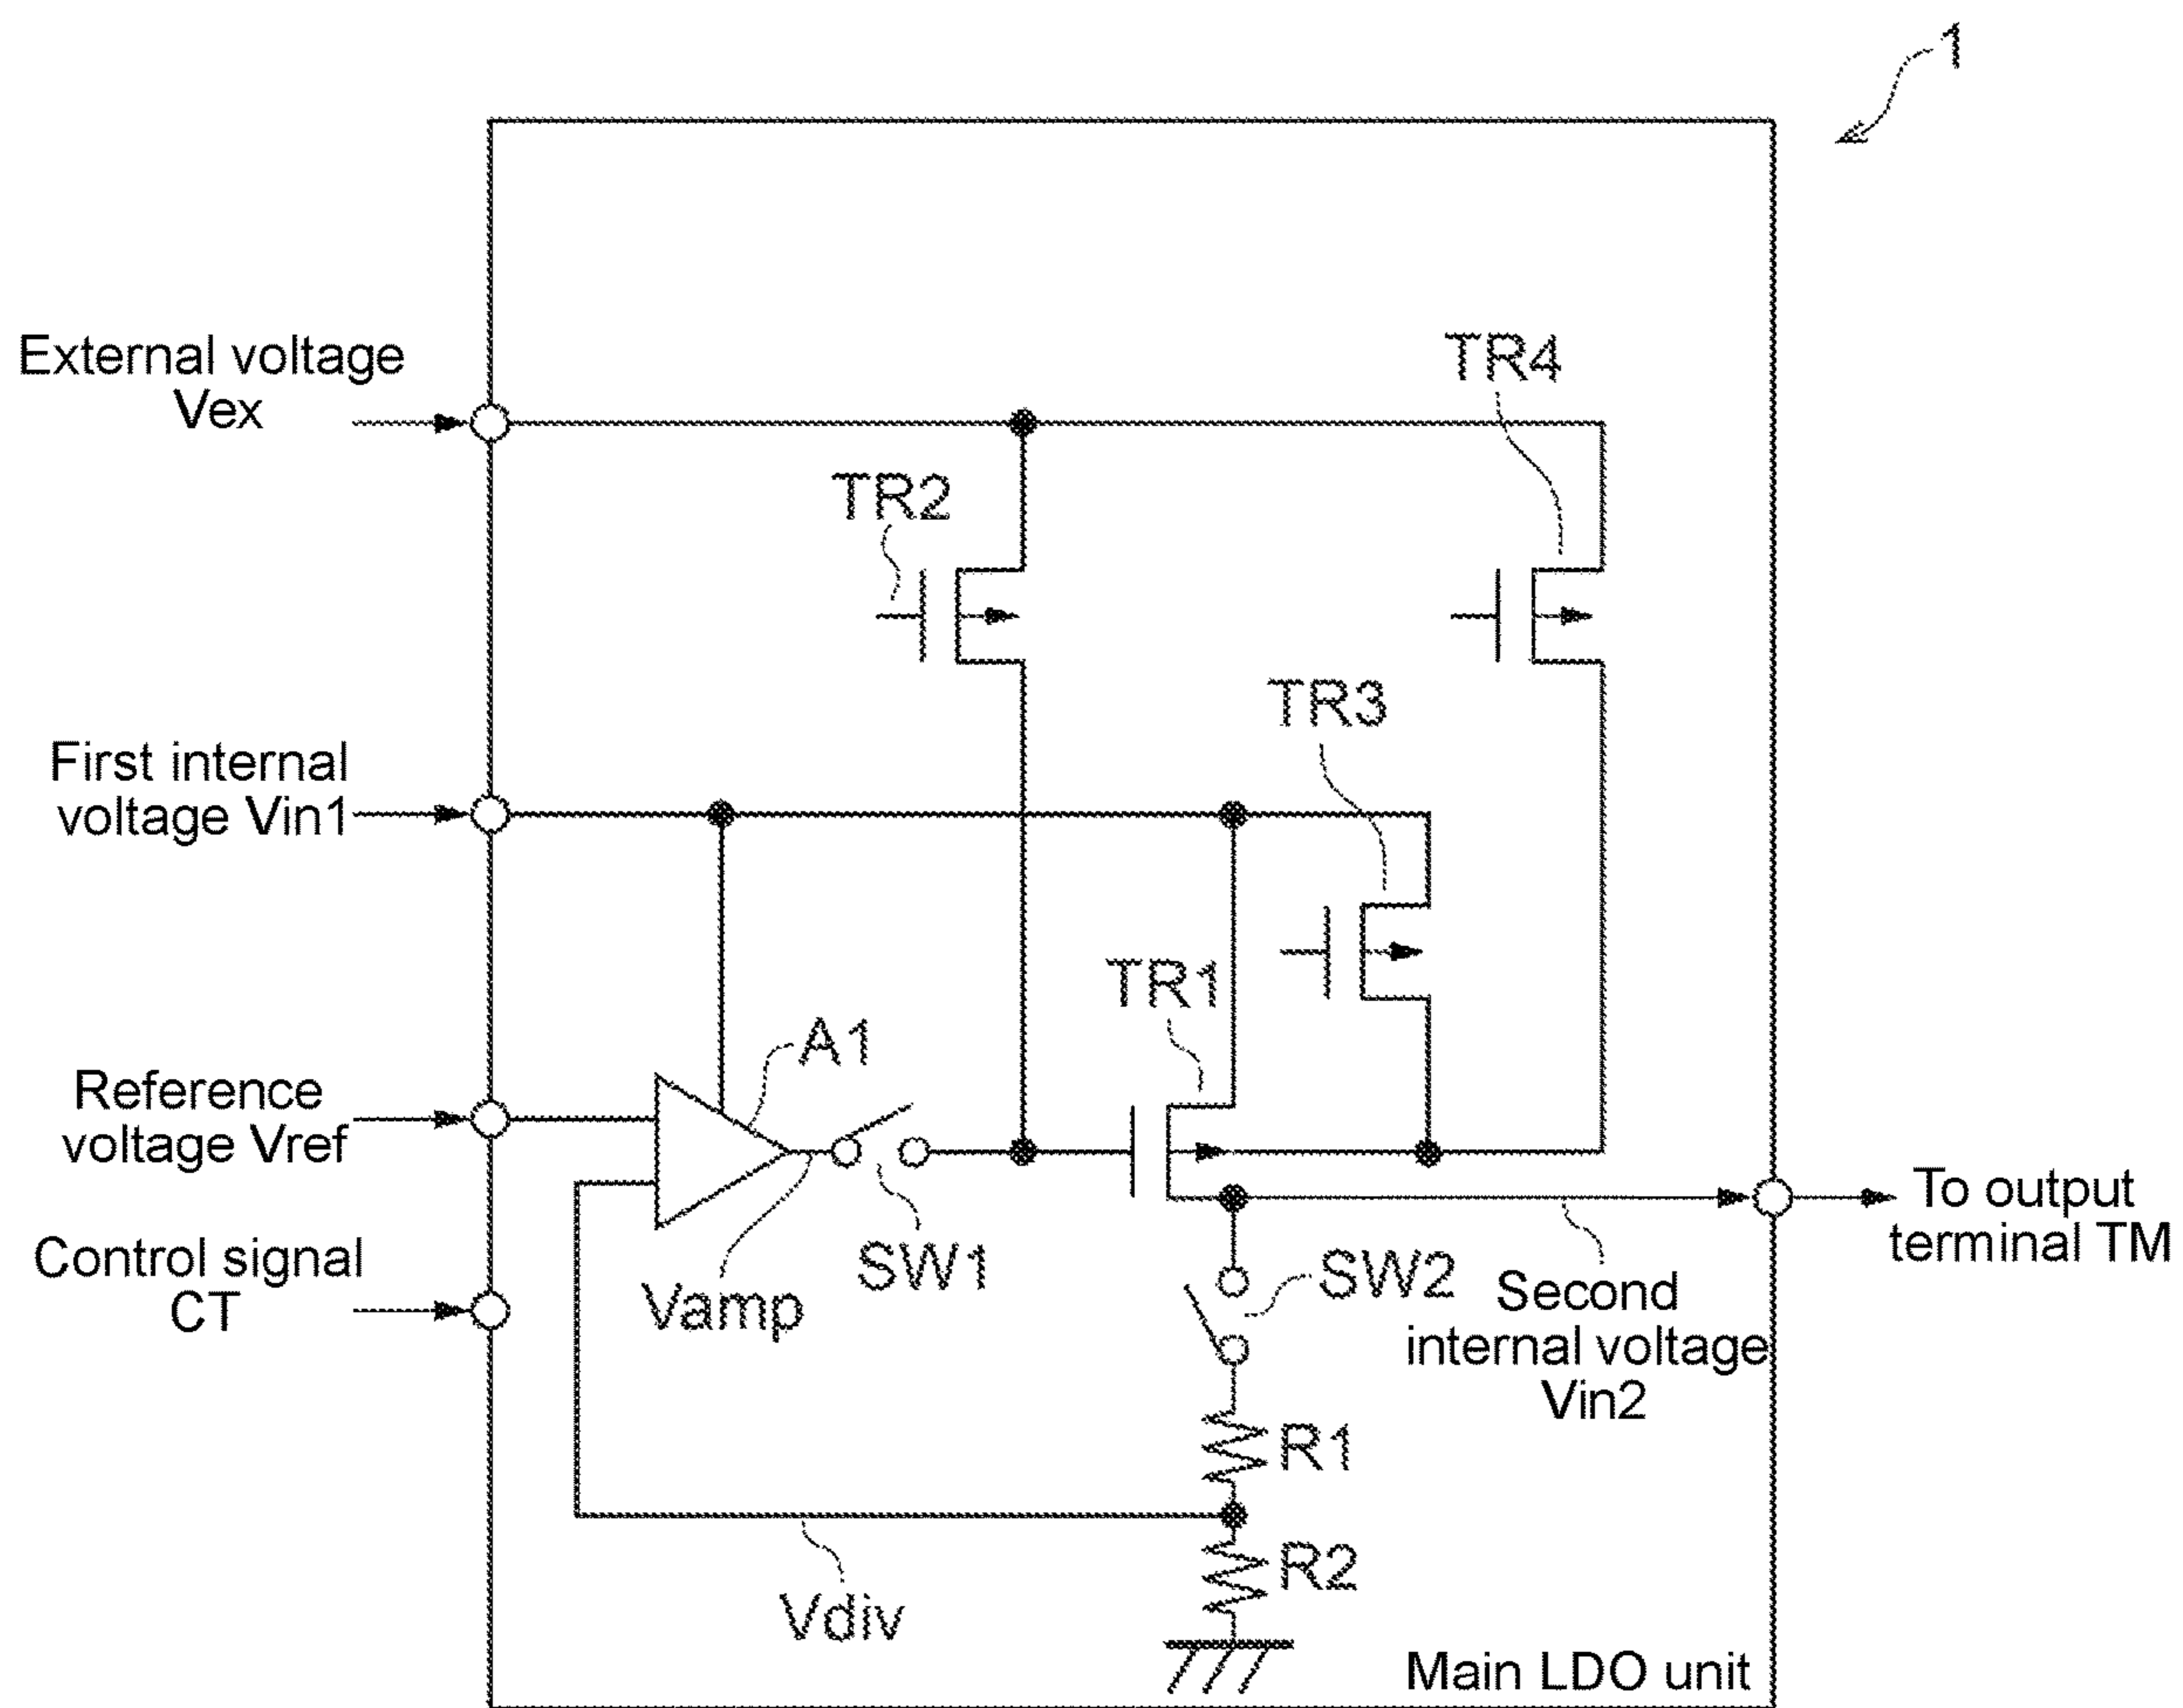 1
External voltage
Vex
TR4
TR2
TR3
First internal
voltage Vin1
TR1
A1
Reference
voltage Vref
To output
terminal TM
Control signal
CT
SW1
SW2
Vamp
Second
internal voltage
Vin2
R1
R2
Vdiv
Main LDO unit